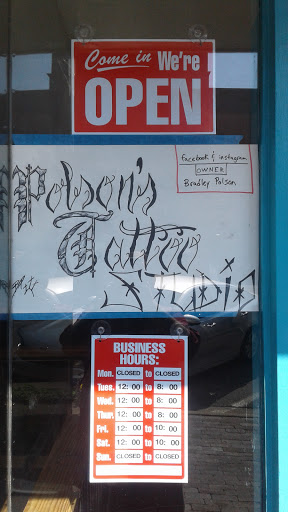 Come in We're
OPEN
Facebook & instagram
OWNER
Bradley Polson
Polson's
Tattoo
Studio
BUSINESS
HOURS:
Mon. CLOSED to CLOSED
Tues. 12:00 to 8:00
Wed. 12:00 to 8:00
Thur. 12:00 to 8:00
Fri. 12:00 to 10:00
Sat. 12:00 to 10:00
Sun. CLOSED to CLOSED